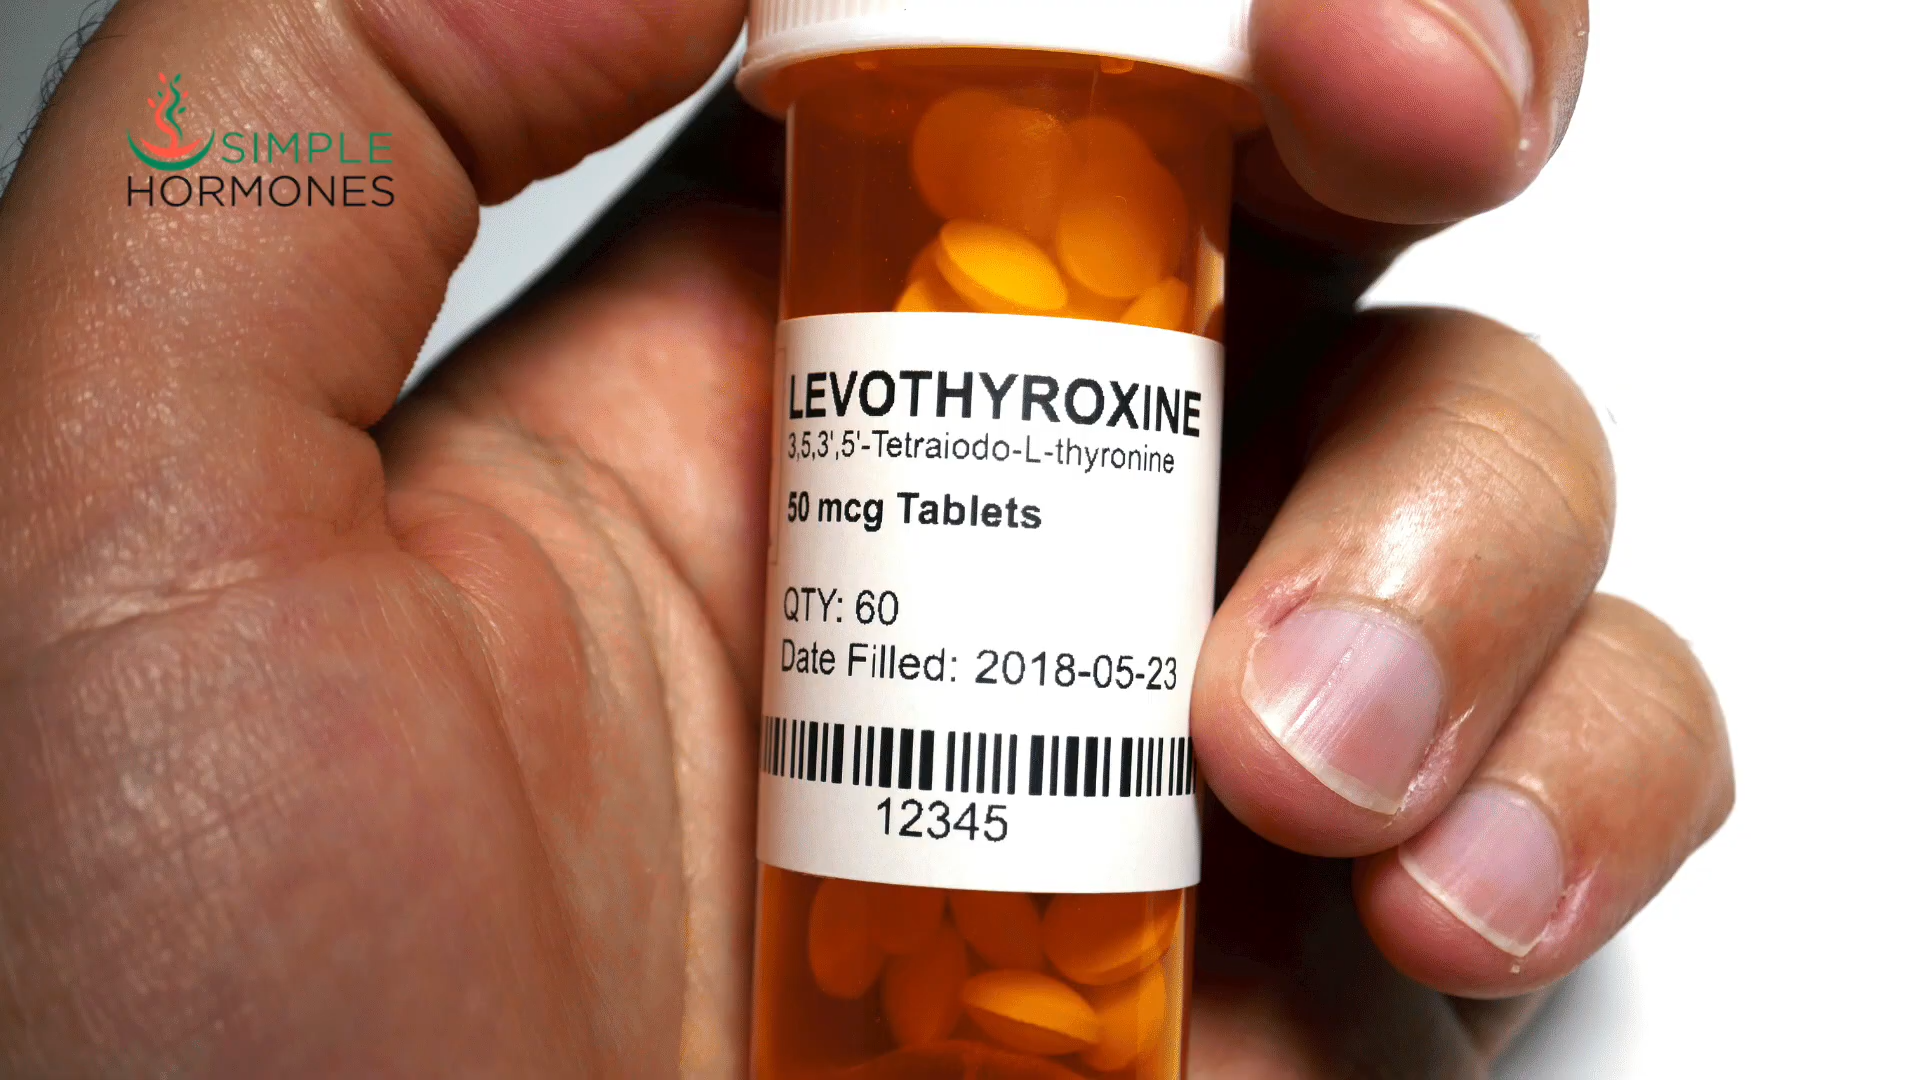 SIMPLE
HORMONES
LEVOTHYROXINE
3,5,3',5'-Tetraiodo-L-thyronine
50 mcg Tablets
QTY: 60
Date Filled: 2018-05-23
12345